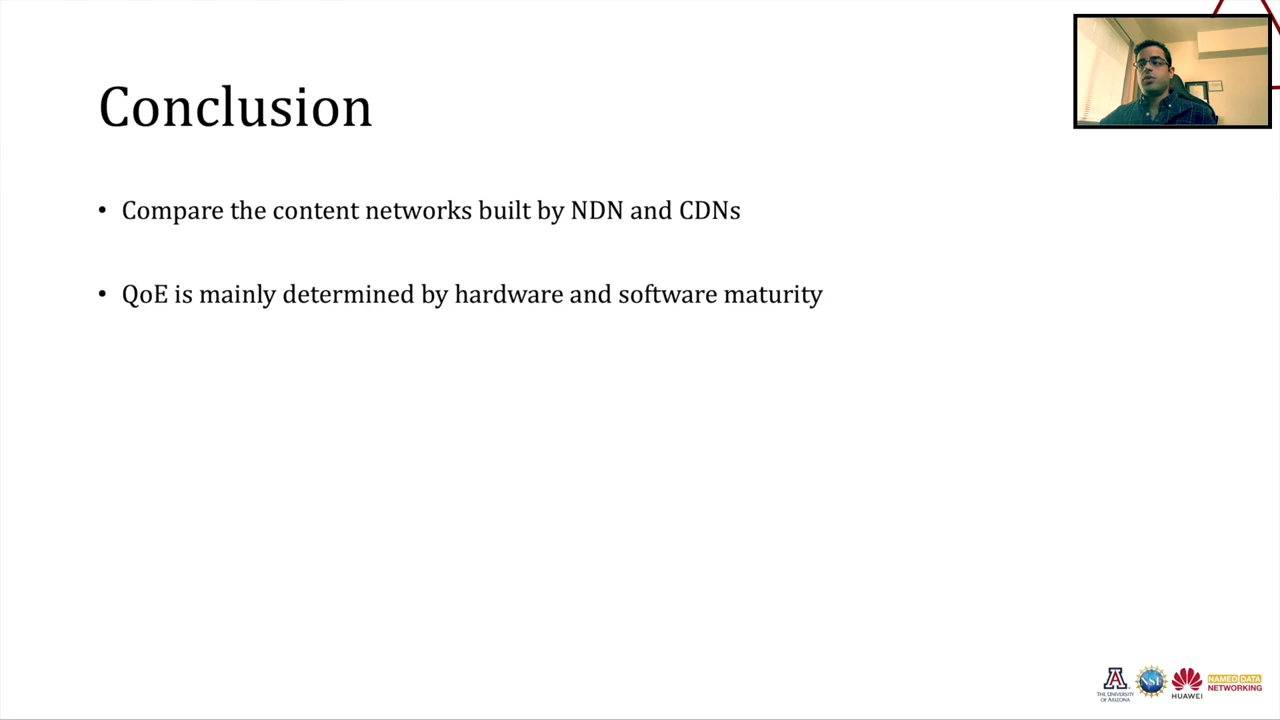 Conclusion
• Compare the content networks built by NDN and CDNs
• QoE is mainly determined by hardware and software maturity
A
THE UNIVERSITY
OF ARIZONA
NSF
HUAWEI
NAMED DATA
NETWORKING